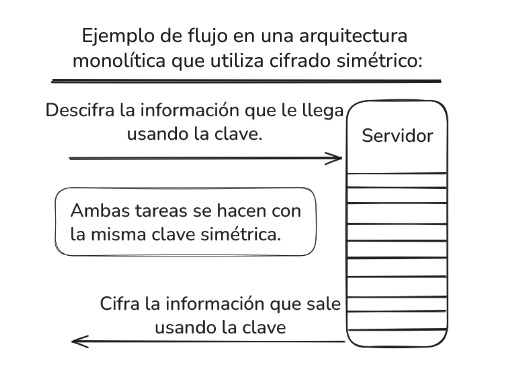 Ejemplo de flujo en una arquitectura
monolítica que utiliza cifrado simétrico:
Descifra la información que le llega
usando la clave.
Servidor
Ambas tareas se hacen con
la misma clave simétrica.
Cifra la información que sale
usando la clave